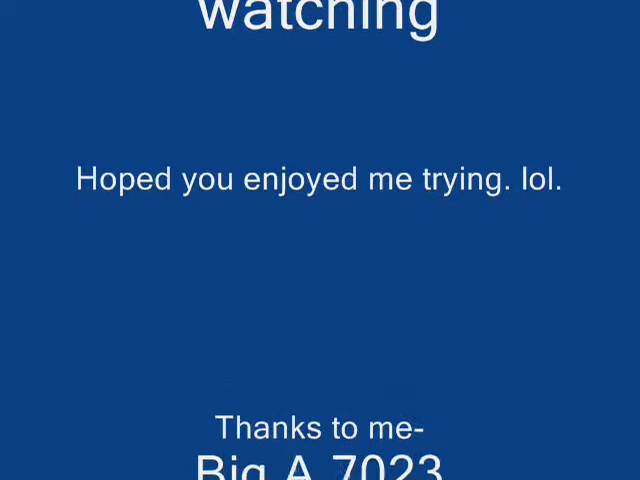 watching
Hoped you enjoyed me trying. lol.
Thanks to me-
Big A 7023